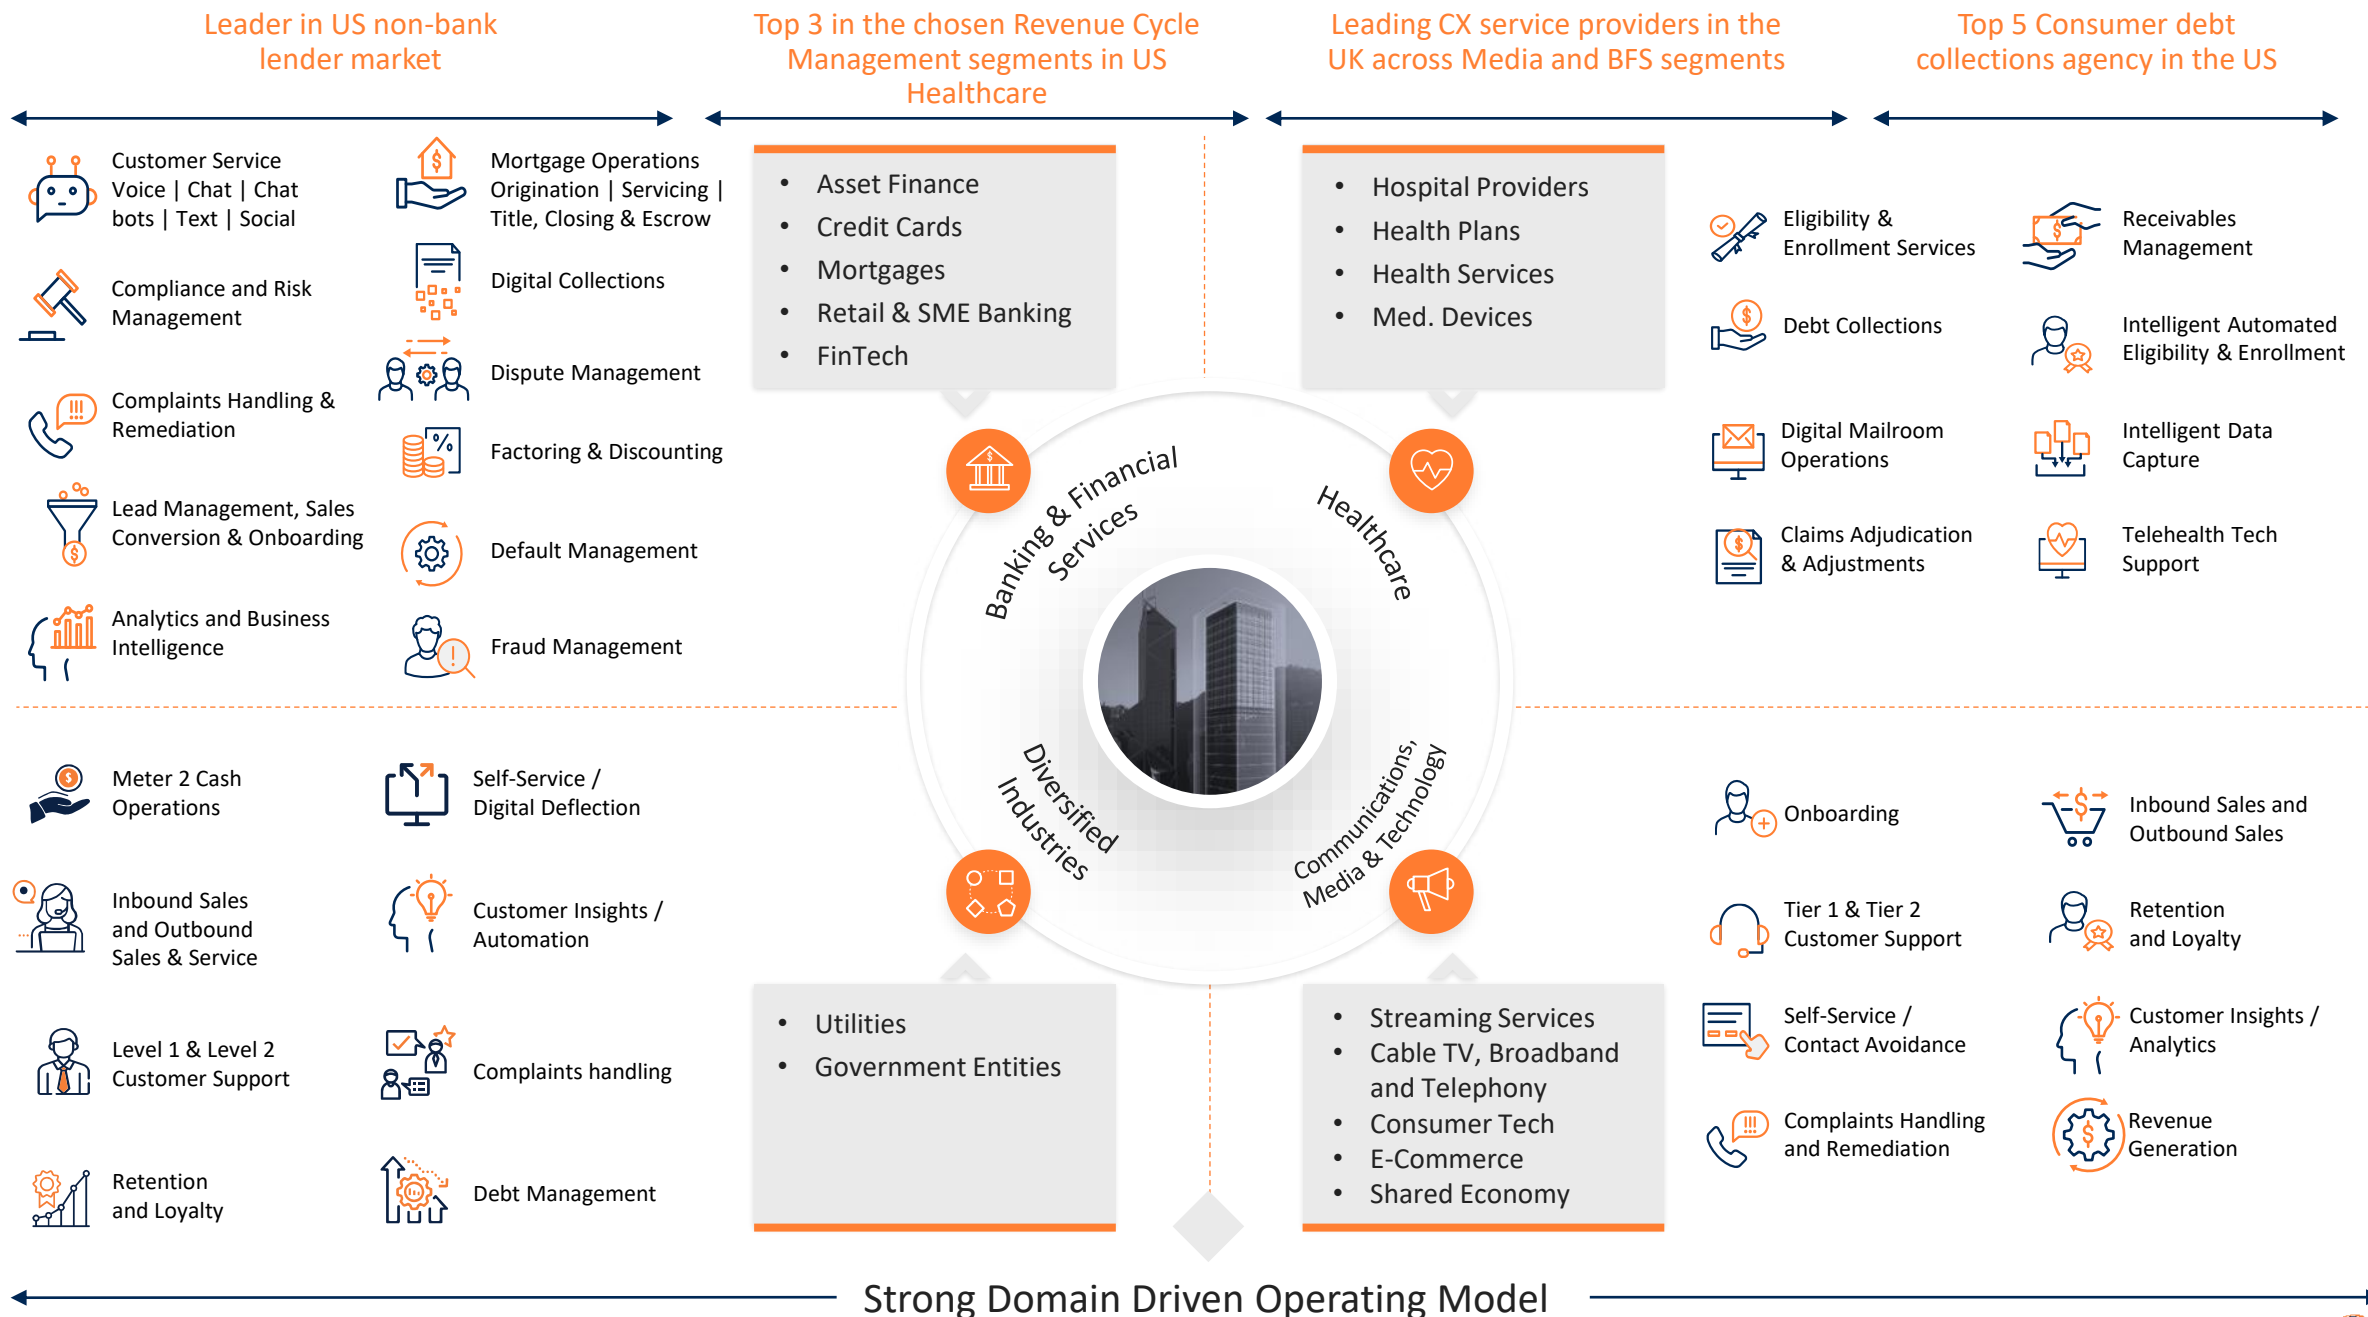 Leader in US non-bank
lender market
Top 3 in the chosen Revenue Cycle
Management segments in US
Healthcare
Leading CX service providers in the
UK across Media and BFS segments
Top 5 Consumer debt
collections agency in the US
Customer Service
Voice | Chat | Chat
bots | Text | Social
Compliance and Risk
Management
Complaints Handling &
Remediation
Lead Management, Sales
Conversion & Onboarding
Analytics and Business
Intelligence
Mortgage Operations
Origination | Servicing |
Title, Closing & Escrow
Digital Collections
Dispute Management
Factoring & Discounting
Default Management
Fraud Management
• Asset Finance
• Credit Cards
• Mortgages
• Retail & SME Banking
• FinTech
• Hospital Providers
• Health Plans
• Health Services
• Med. Devices
Eligibility &
Enrollment Services
Debt Collections
Digital Mailroom
Operations
Claims Adjudication
& Adjustments
Receivables
Management
Intelligent Automated
Eligibility & Enrollment
Intelligent Data
Capture
Telehealth Tech
Support
Banking & Financial
Services
Healthcare
Diversified
Industries
Communications,
Media & Technology
Meter 2 Cash
Operations
Inbound Sales
and Outbound
Sales & Service
Level 1 & Level 2
Customer Support
Retention
and Loyalty
Self-Service /
Digital Deflection
Customer Insights /
Automation
Complaints handling
Debt Management
• Utilities
• Government Entities
• Streaming Services
• Cable TV, Broadband
and Telephony
• Consumer Tech
• E-Commerce
• Shared Economy
Onboarding
Tier 1 & Tier 2
Customer Support
Self-Service /
Contact Avoidance
Complaints Handling
and Remediation
Inbound Sales and
Outbound Sales
Retention
and Loyalty
Customer Insights /
Analytics
Revenue
Generation
Strong Domain Driven Operating Model